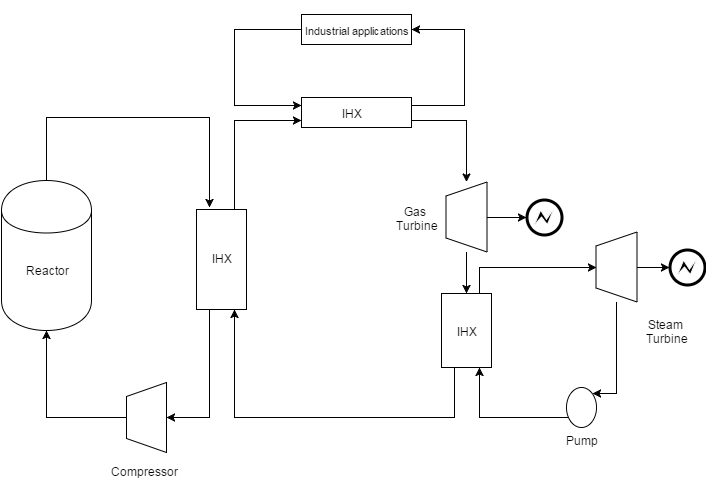 Industrial applications
IHX
Gas
Turbine
IHX
Reactor
IHX
Steam
Turbine
Pump
Compressor